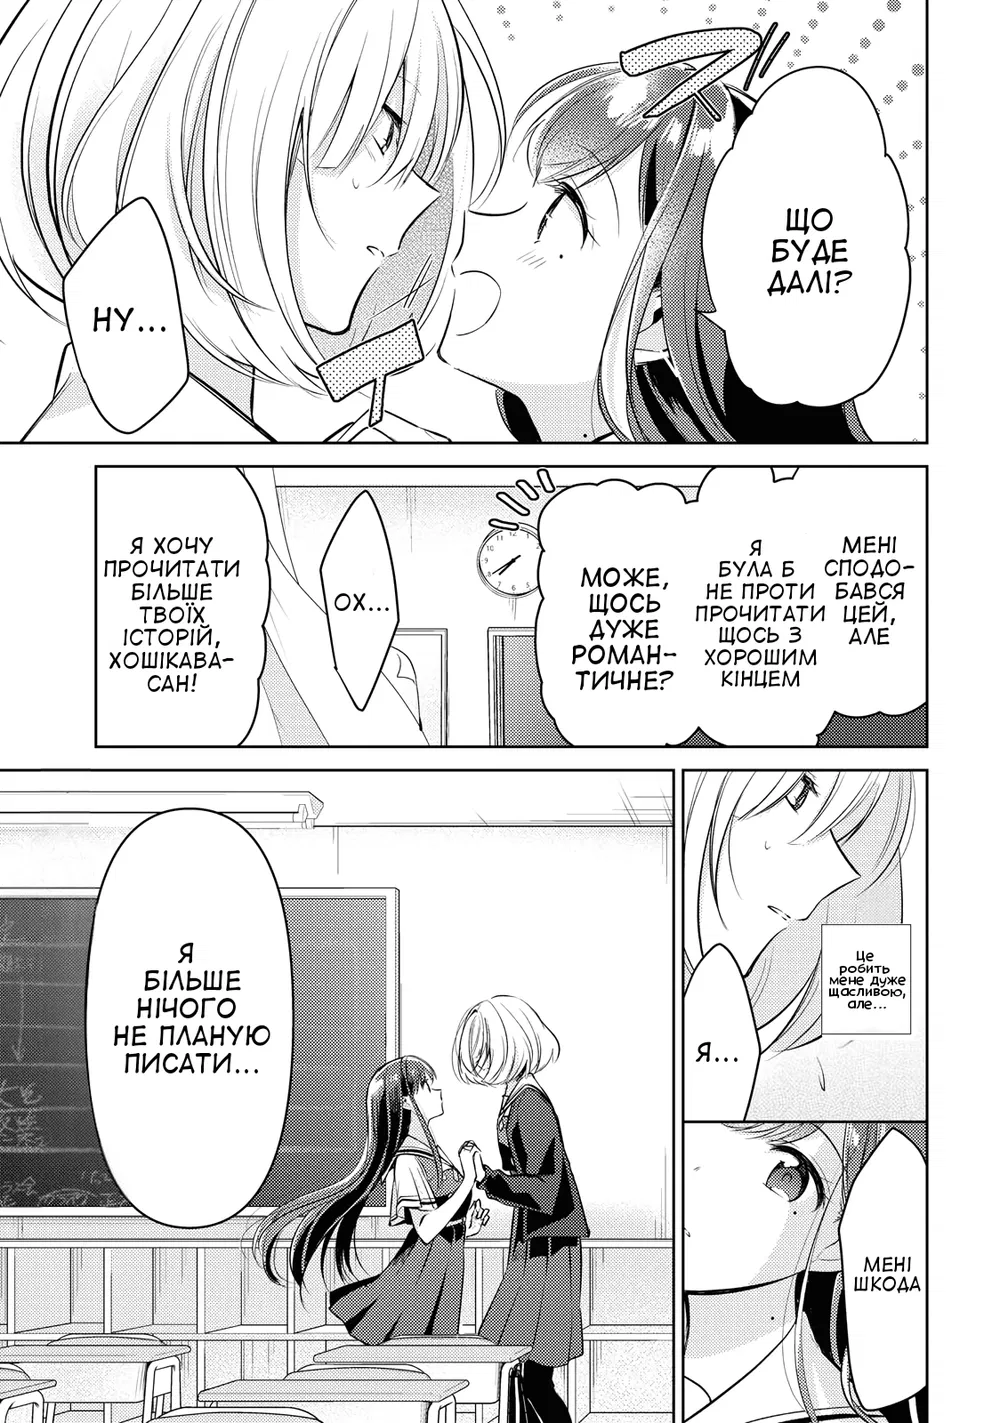 ЩО
БУДЕ
ДАЛІ?
НУ...
МЕНІ
СПОДО-
БАВСЯ
ЦЕЙ,
АЛЕ
Я
БУЛА Б
НЕ ПРОТИ
ПРОЧИТАТИ
ЩОСЬ З
ХОРОШИМ
КІНЦЕМ
МОЖЕ,
ЩОСЬ
ДУЖЕ
РОМАН-
ТИЧНЕ?
ОХ...
Я ХОЧУ
ПРОЧИТАТИ
БІЛЬШЕ
ТВОЇХ
ІСТОРІЙ,
ХОШІКАВА-
САН!
Це
робить
мене дуже
щасливою,
але...
Я...
МЕНІ
ШКОДА
Я
БІЛЬШЕ
НІЧОГО
НЕ ПЛАНУЮ
ПИСАТИ...